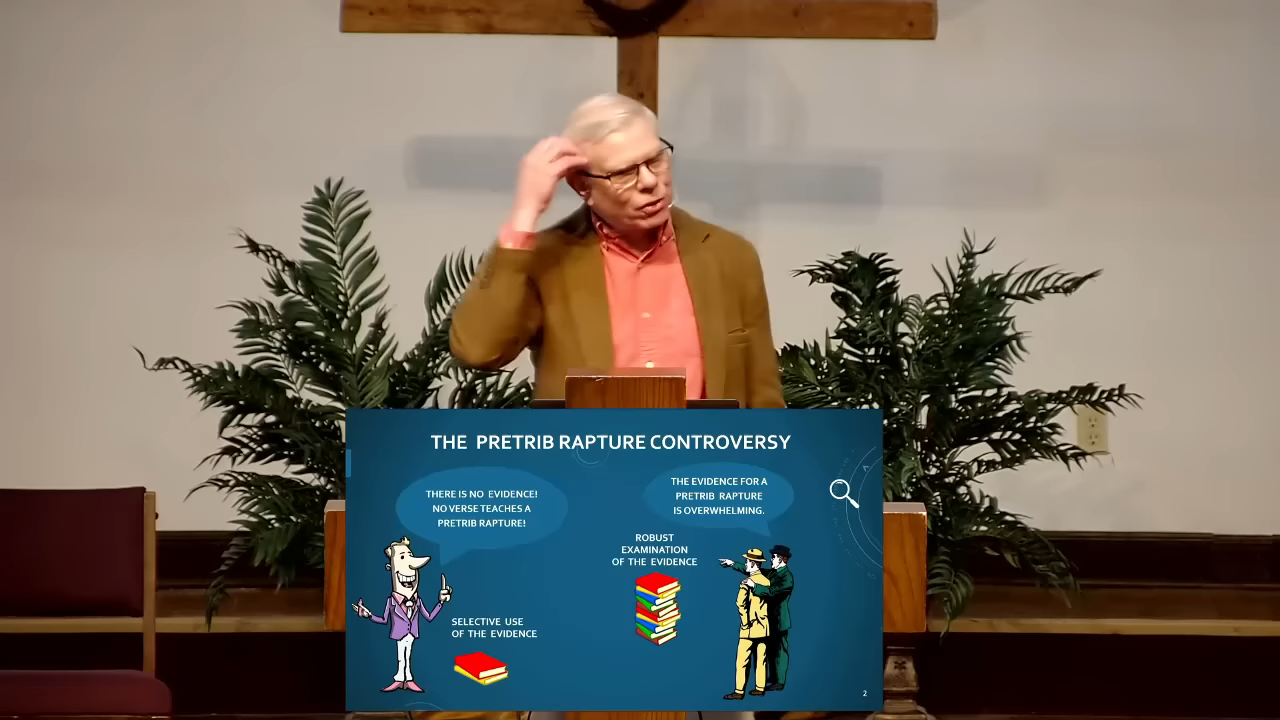 THE PRETRIB RAPTURE CONTROVERSY
THERE IS NO EVIDENCE!
NO VERSE TEACHES A
PRETRIB RAPTURE!
THE EVIDENCE FOR A
PRETRIB RAPTURE
IS OVERWHELMING.
ROBUST
EXAMINATION
OF THE EVIDENCE
SELECTIVE USE
OF THE EVIDENCE
2